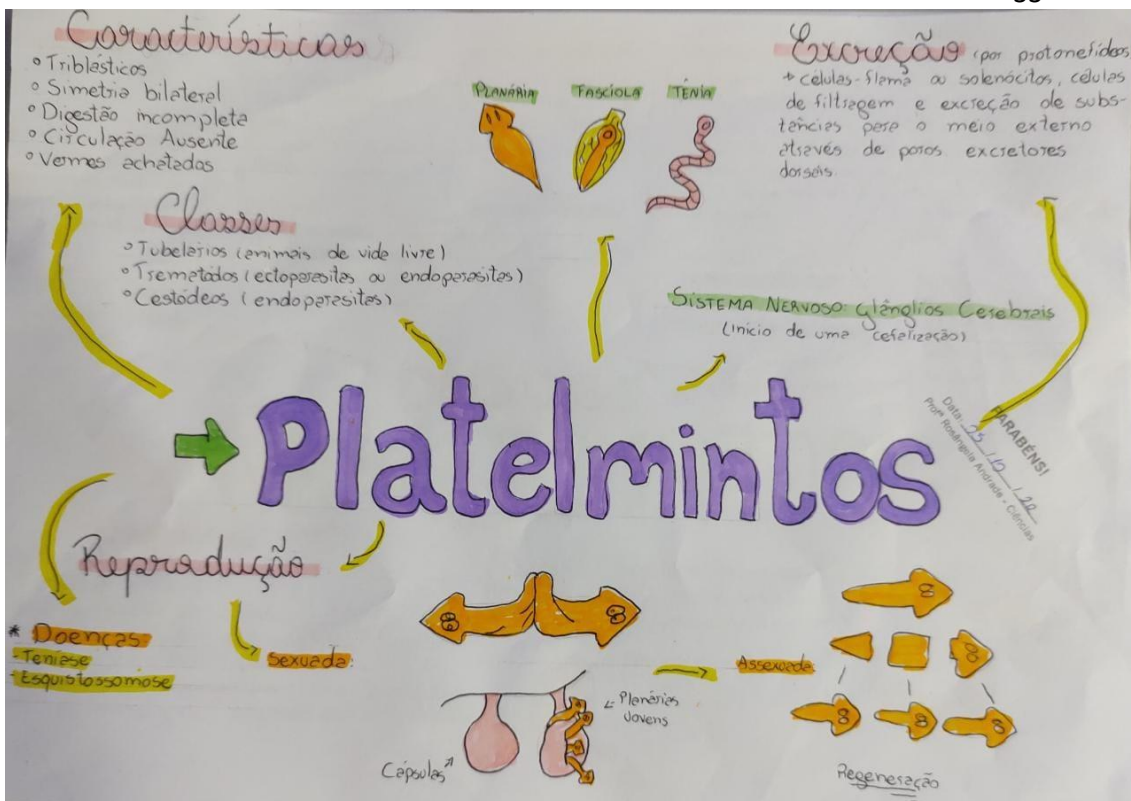 Características
° Triblásticos
° Simetria bilateral
° Digestão incompleta
° Circulação Ausente
° Vermes achatados
Classes
° Tubelários (animais de vida livre)
° Trematódos (ectoparasitas ou endoparasitas)
° Cestódeos (endoparasitas)
PLANÁRIA
FASCÍOLA
TÊNIA
Excreção (por protonefídeos
* células-flama ou solenócitos, células
de filtragem e excreção de subs-
tâncias para o meio externo
através de poros excretores
dorsais.
SISTEMA NERVOSO: Glânglios Cerebrais
(início de uma cefalização)
Platelmintos
PARABÉNS!
Data: 25/10/22
Profª Rosângela Andrade - Ciências
Reprodução
* Doenças
- Teníase
- Esquistossomose
Sexuada:
Cápsulas
Planárias
Jovens
Assexuada:
Regeneração